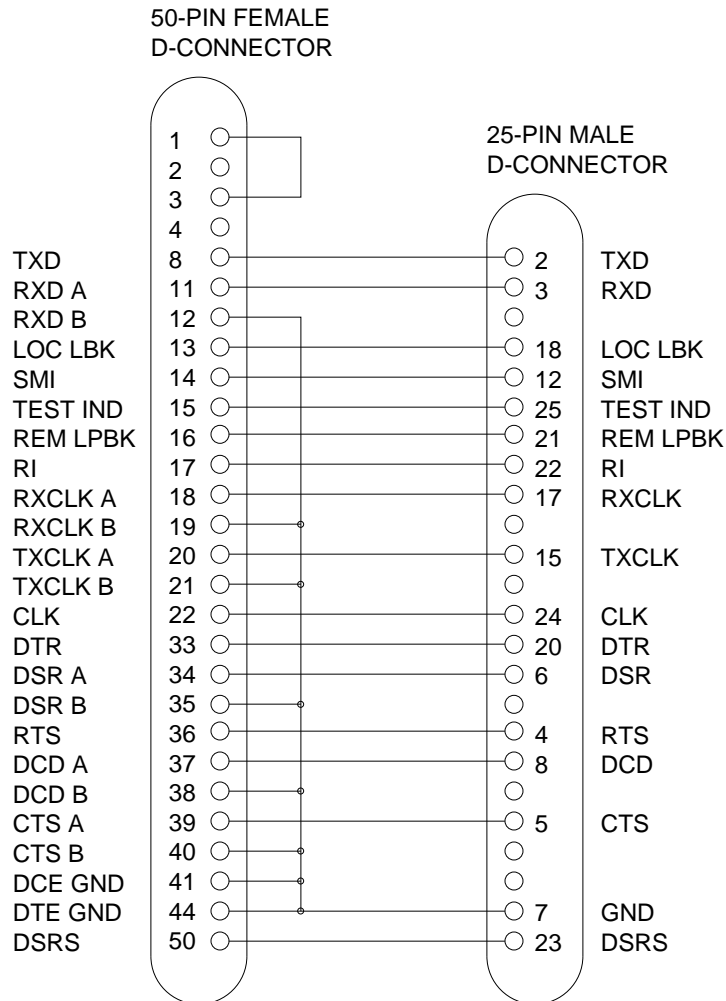 50-PIN FEMALE
D-CONNECTOR
25-PIN MALE
D-CONNECTOR
1
2
3
4
TXD 8 2 TXD
RXD A 11 3 RXD
RXD B 12
LOC LBK 13 18 LOC LBK
SMI 14 12 SMI
TEST IND 15 25 TEST IND
REM LPBK 16 21 REM LPBK
RI 17 22 RI
RXCLK A 18 17 RXCLK
RXCLK B 19
TXCLK A 20 15 TXCLK
TXCLK B 21
CLK 22 24 CLK
DTR 33 20 DTR
DSR A 34 6 DSR
DSR B 35
RTS 36 4 RTS
DCD A 37 8 DCD
DCD B 38
CTS A 39 5 CTS
CTS B 40
DCE GND 41
DTE GND 44 7 GND
DSRS 50 23 DSRS